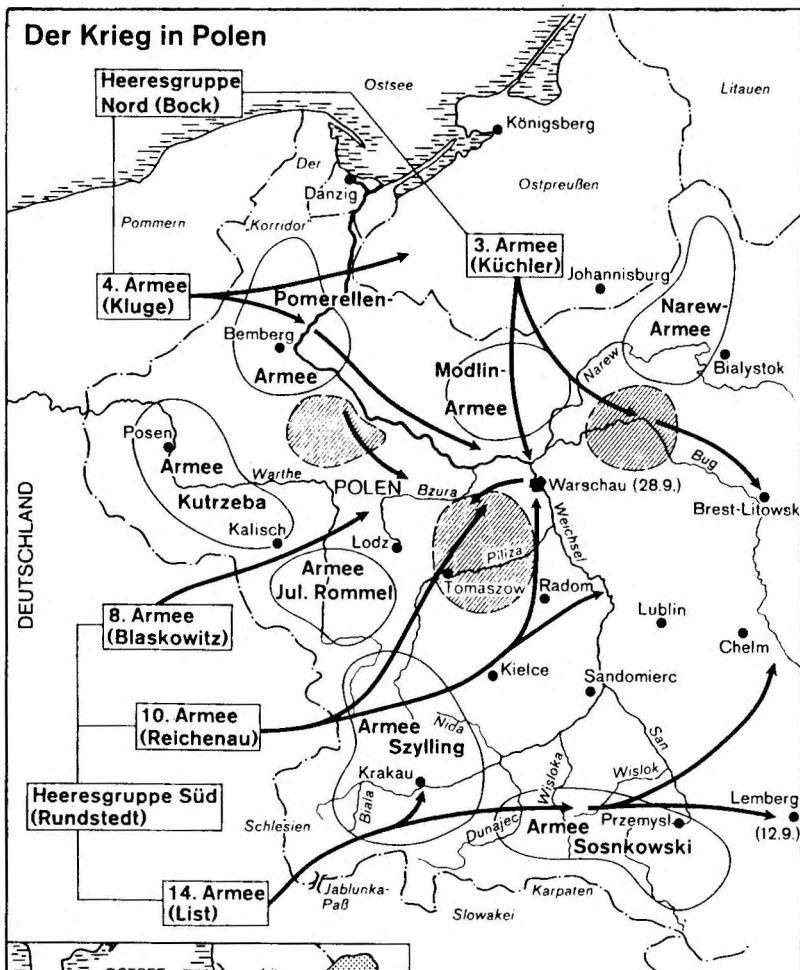 Der Krieg in Polen
Heeresgruppe
Nord (Bock)
Ostsee
Litauen
Königsberg
Der
Danzig
Ostpreußen
Pommern
Korridor
3. Armee
(Küchler)
4. Armee
(Kluge)
Johannisburg
Pomerellen-
Armee
Bemberg
Narew-
Armee
Bialystok
Modlin-
Armee
Narew
Posen
Armee
Kutrzeba
Warthe
POLEN
Bzura
Warschau (28.9.)
Bug
Brest-Litowsk
Kalisch
Lodz
Weichsel
DEUTSCHLAND
Armee
Jul. Rommel
Piliza
Tomaszow
Radom
8. Armee
(Blaskowitz)
Lublin
Chelm
Kielce
Sandomierc
10. Armee
(Reichenau)
Armee
Szylling
Nida
San
Wisloka
Wislok
Krakau
Biala
Heeresgruppe Süd
(Rundstedt)
Schlesien
Dunajec
Armee
Sosnkowski
Przemysl
Lemberg
(12.9.)
14. Armee
(List)
Jablunka-
Paß
Karpaten
Slowakei
OSTSEE